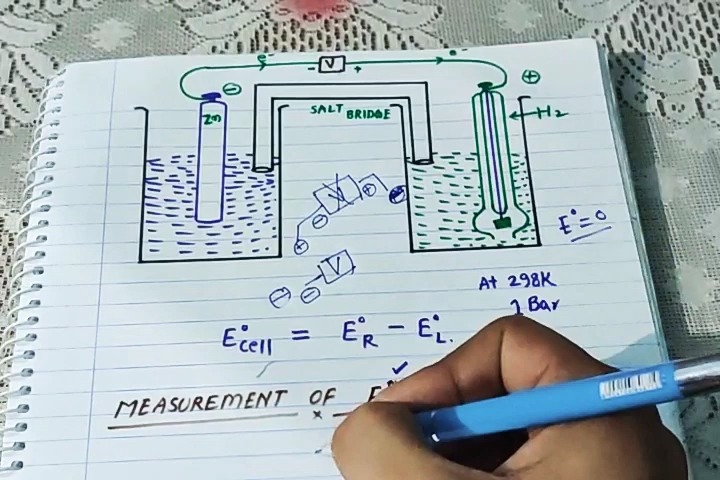 e⁻ - V + e⁻
⊖ ⊕
Zn
SALT BRIDGE
H₂
V ⊕
⊖
⊕
E° = 0
⊖ ⊖ V
At 298K
1 Bar
E°cell = E°R - E°L.
MEASUREMENT OF